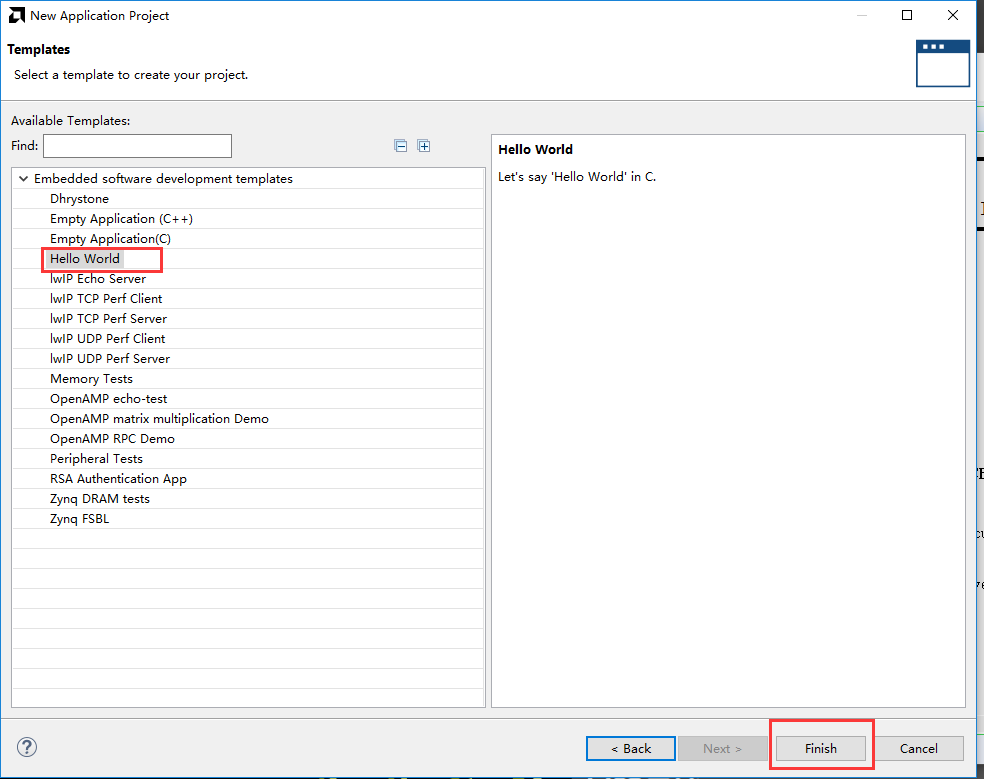 New Application Project
Templates
Select a template to create your project.
Available Templates:
Find:
Embedded software development templates
Dhrystone
Empty Application (C++)
Empty Application(C)
Hello World
lwIP Echo Server
lwIP TCP Perf Client
lwIP TCP Perf Server
lwIP UDP Perf Client
lwIP UDP Perf Server
Memory Tests
OpenAMP echo-test
OpenAMP matrix multiplication Demo
OpenAMP RPC Demo
Peripheral Tests
RSA Authentication App
Zynq DRAM tests
Zynq FSBL
Hello World
Let's say 'Hello World' in C.
< Back
Next >
Finish
Cancel